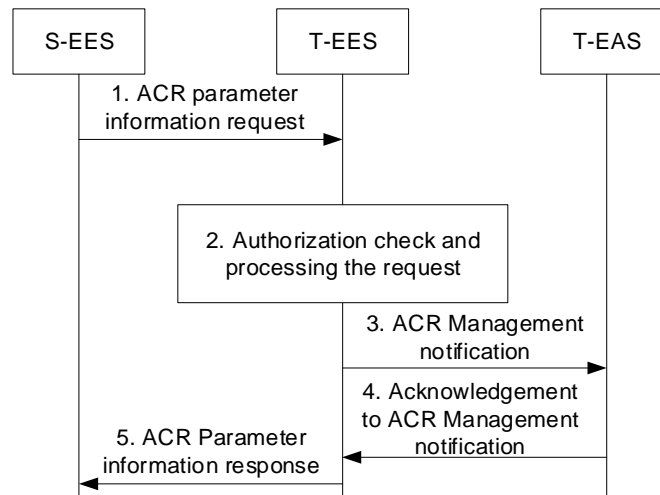 S-EES
T-EES
T-EAS
1. ACR parameter
information request
2. Authorization check and
processing the request
3. ACR Management
notification
4. Acknowledgement
to ACR Management
notification
5. ACR Parameter
information response